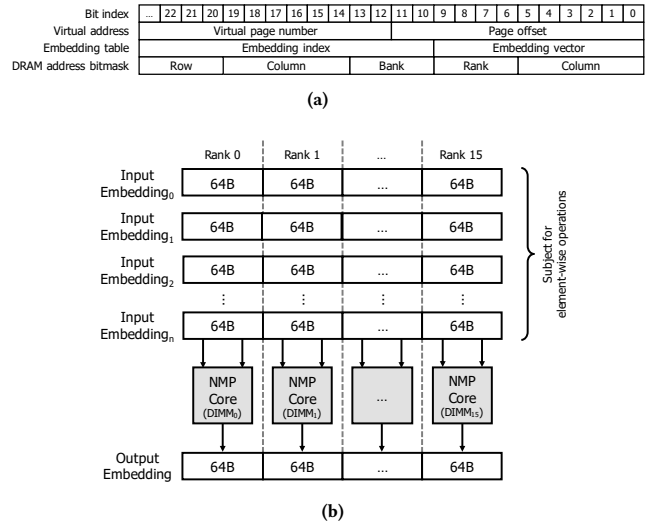 Bit index ... 22 21 20 19 18 17 16 15 14 13 12 11 10 9 8 7 6 5 4 3 2 1 0
Virtual address Virtual page number Page offset
Embedding table Embedding index Embedding vector
DRAM address bitmask Row Column Bank Rank Column
(a)
Rank 0 Rank 1 ... Rank 15
Input
Embedding0 64B 64B ... 64B
Input
Embedding1 64B 64B ... 64B
Input
Embedding2 64B 64B ... 64B
⋮ ⋮ ⋮
Input
Embeddingn 64B 64B ... 64B
Subject for
element-wise operations
NMP NMP ... NMP
Core Core Core
(DIMM0) (DIMM1) (DIMM15)
Output
Embedding 64B 64B ... 64B
(b)